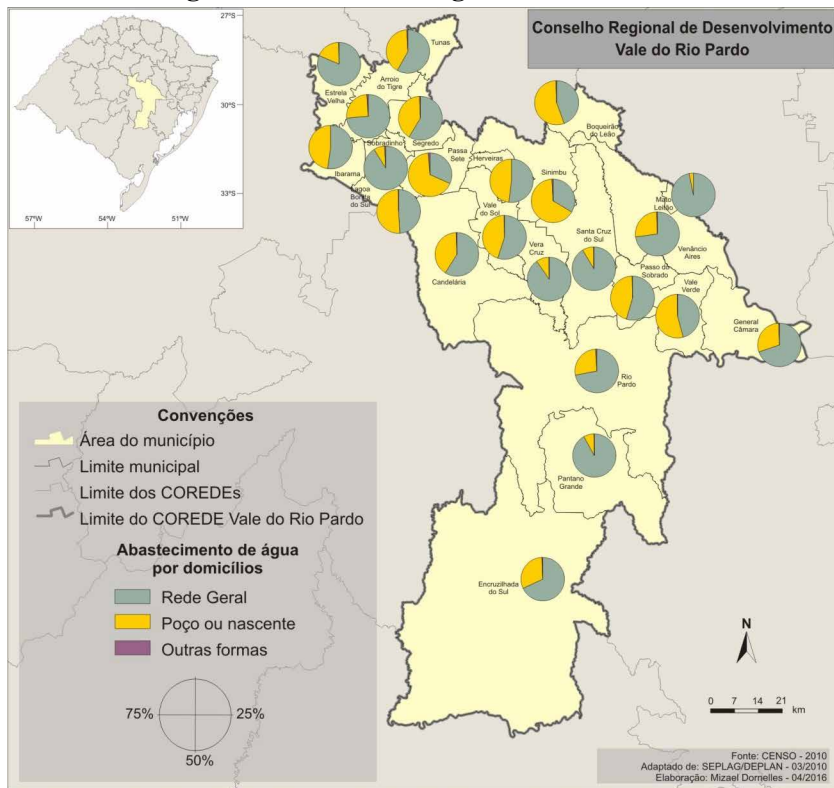 27°S
30°S
33°S
57°W
54°W
51°W
Conselho Regional de Desenvolvimento
Vale do Rio Pardo
Tunas
Arroio
do Tigre
Estrela
Velha
Sobradinho
Segredo
Passa
Sete
Ibarama
Lagoa
Bonita
do Sul
Herveiras
Boqueirão
do Leão
Sinimbu
Mato
Leitão
Vale
do Sol
Vera
Cruz
Santa Cruz
do Sul
Venâncio
Aires
Candelária
Passo do
Sobrado
Vale
Verde
General
Câmara
Rio
Pardo
Pantano
Grande
Encruzilhada
do Sul
Convenções
Área do município
Limite municipal
Limite dos COREDEs
Limite do COREDE Vale do Rio Pardo
Abastecimento de água
por domicílios
Rede Geral
Poço ou nascente
Outras formas
75%
25%
50%
N
0 7 14 21
km
Fonte: CENSO - 2010
Adaptado de: SEPLAG/DEPLAN - 03/2010
Elaboração: Mizael Dornelles - 04/2016